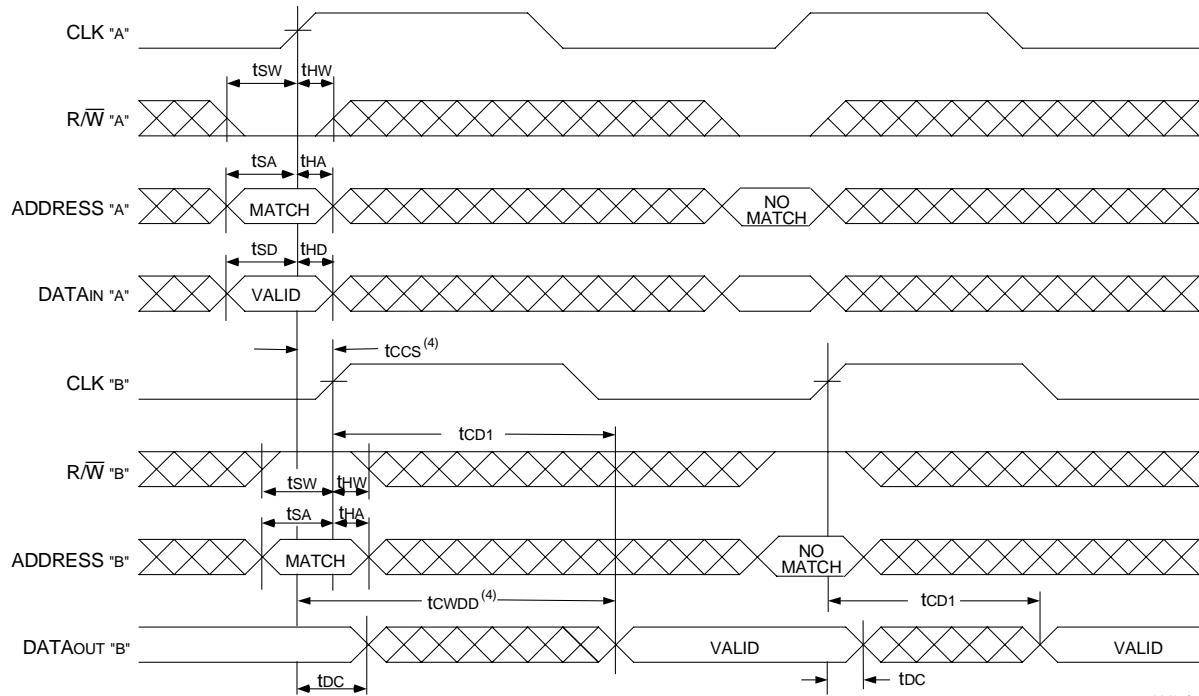 CLK "A"
tSW tHW
R/W̅ "A"
tSA tHA
ADDRESS "A" MATCH NO MATCH
tSD tHD
DATAIN "A" VALID
tCCS (4)
CLK "B"
tCD1
R/W̅ "B"
tSW tHW
tSA tHA
ADDRESS "B" MATCH NO MATCH
tCWDD (4) tCD1
DATAOUT "B" VALID VALID
tDC tDC